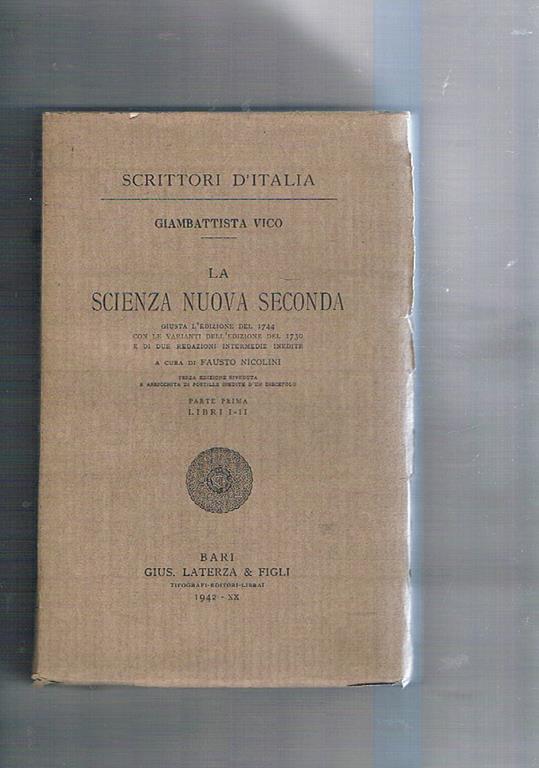 SCRITTORI D'ITALIA
GIAMBATTISTA VICO
LA
SCIENZA NUOVA SECONDA
GIUSTA L'EDIZIONE DEL 1744
CON LE VARIANTI DELL'EDIZIONE DEL 1730
E DI DUE REDAZIONI INTERMEDIE INEDITE
A CURA DI FAUSTO NICOLINI
TERZA EDIZIONE RIVEDUTA
E ARRICCHITA DI POSTILLE INEDITE D'UN DISCEPOLO
PARTE PRIMA
LIBRI I-II
BARI
GIUS. LATERZA & FIGLI
TIPOGRAFI-EDITORI-LIBRAI
1942 - XX